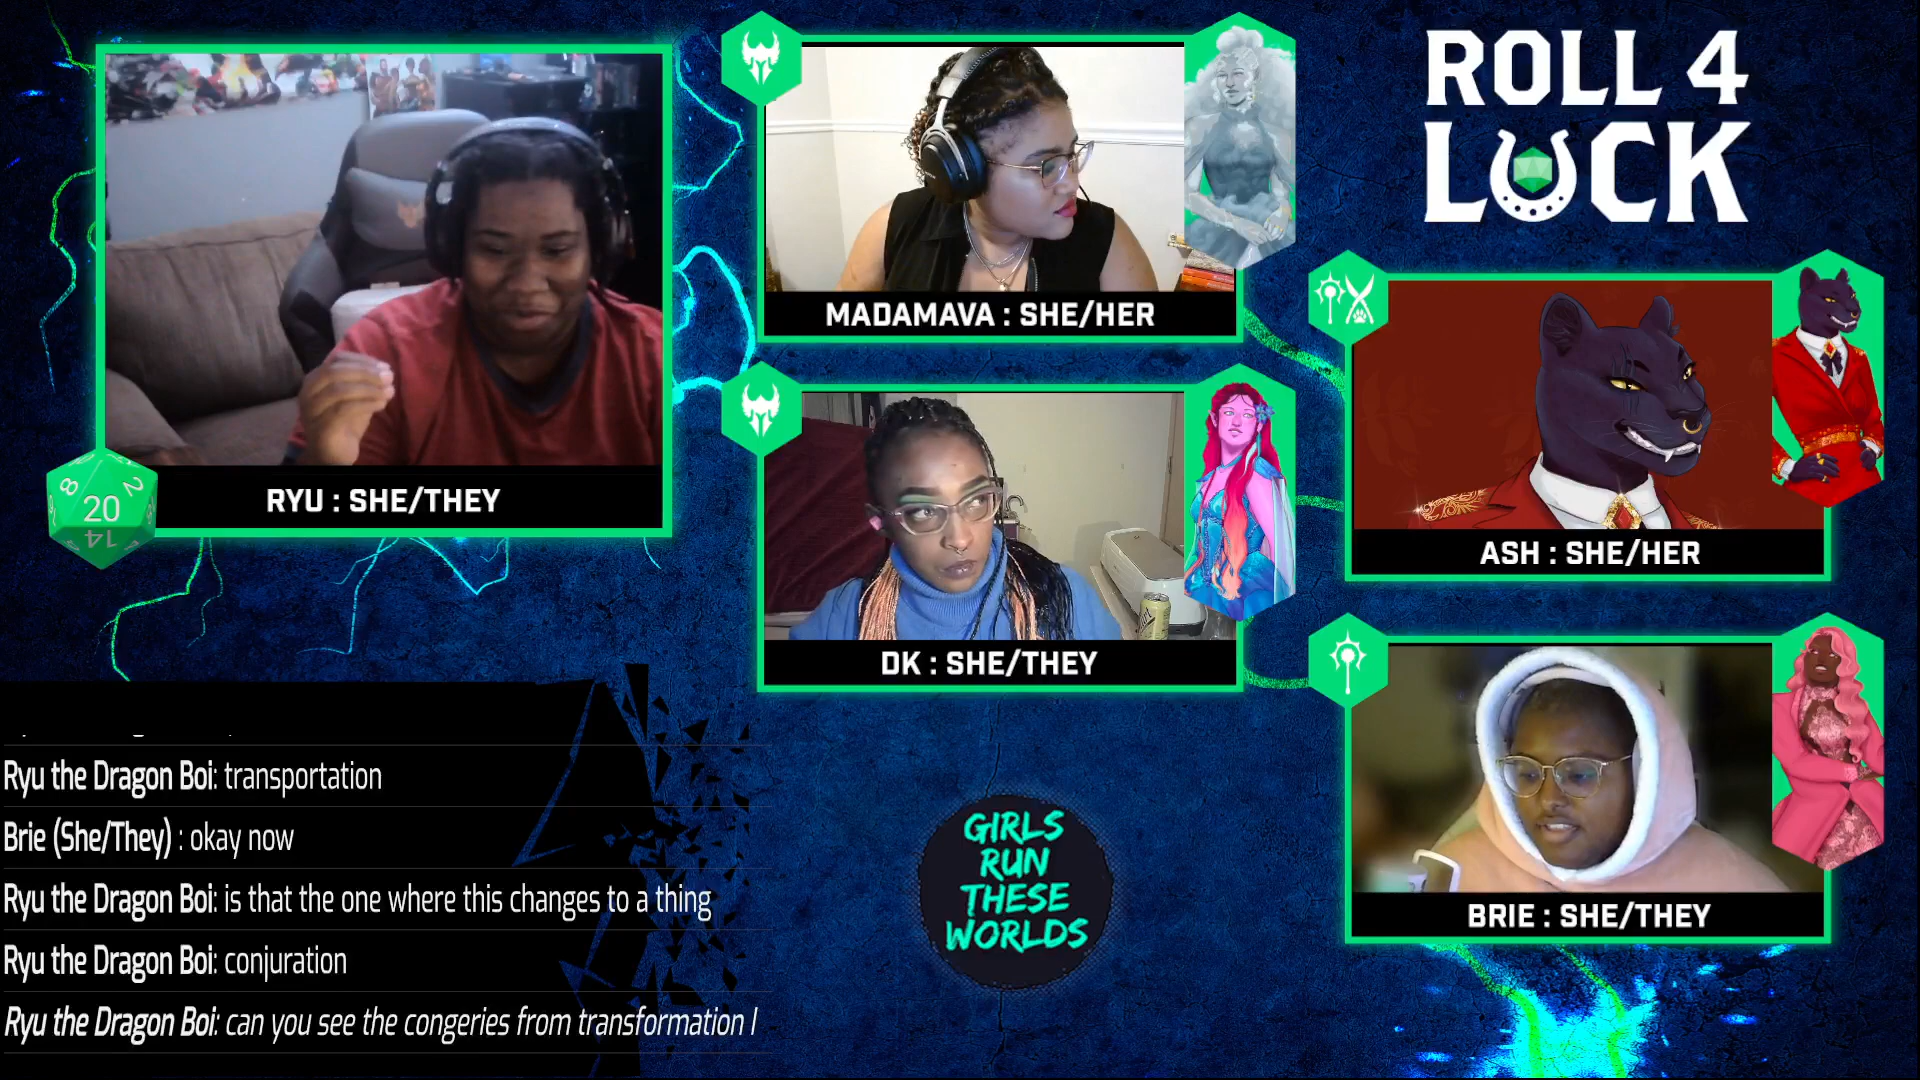 ROLL 4
LUCK
RYU : SHE/THEY
20
8
2
14
MADAMAVA : SHE/HER
DK : SHE/THEY
ASH : SHE/HER
BRIE : SHE/THEY
GIRLS
RUN
THESE
WORLDS
Ryu the Dragon Boi: transportation
Brie (She/They) : okay now
Ryu the Dragon Boi: is that the one where this changes to a thing
Ryu the Dragon Boi: conjuration
Ryu the Dragon Boi: can you see the congeries from transformation I